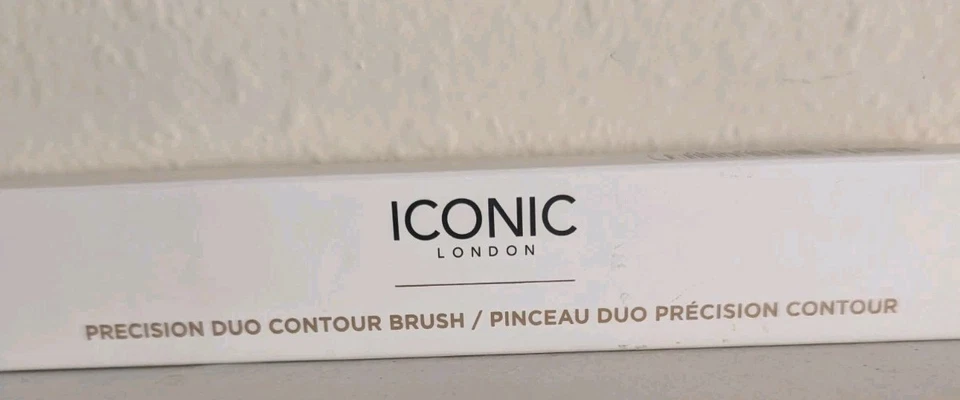 ICONIC
LONDON
PRECISION DUO CONTOUR BRUSH / PINCEAU DUO PRÉCISION CONTOUR